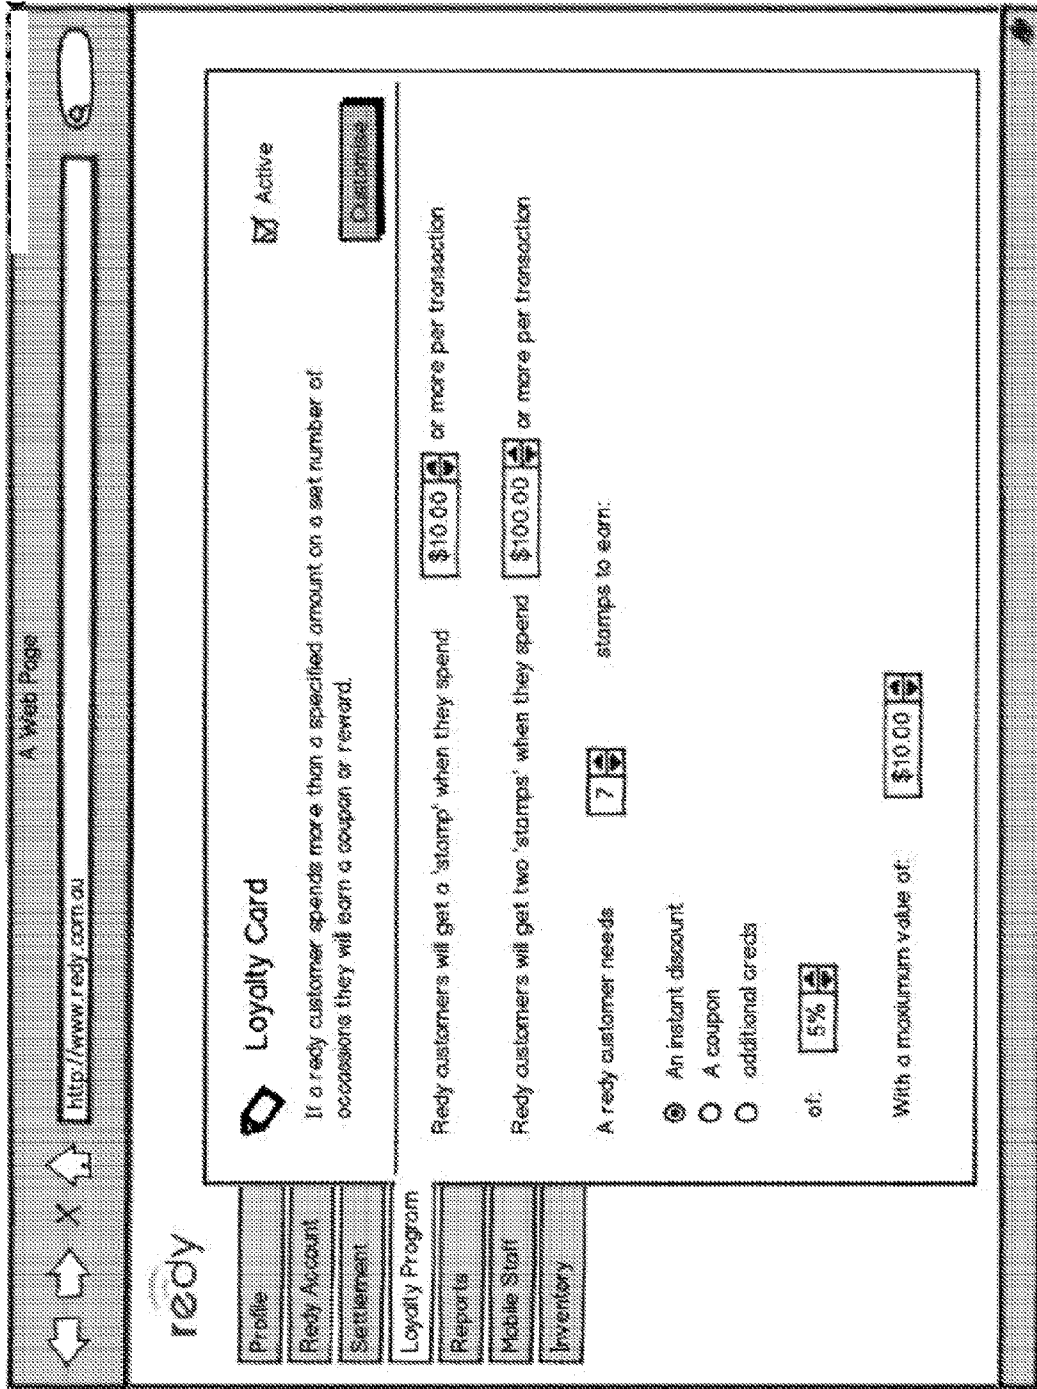 A Web Page
http://www.redy.com.au
redy
Profile
Redy Account
Settlement
Loyalty Program
Reports
Mobile Staff
Inventory
Loyalty Card
Active
If a redy customer spends more than a specified amount on a set number of
occassions they will earn a coupon or reward.
Customise
Redy customers will get a 'stamp' when they spend $10.00 or more per transaction
Redy customers will get two 'stamps' when they spend $100.00 or more per transaction
A redy customer needs 7 stamps to earn:
An instant discount
A coupon
additional creds
of: 5%
With a maxiumum value of: $10.00